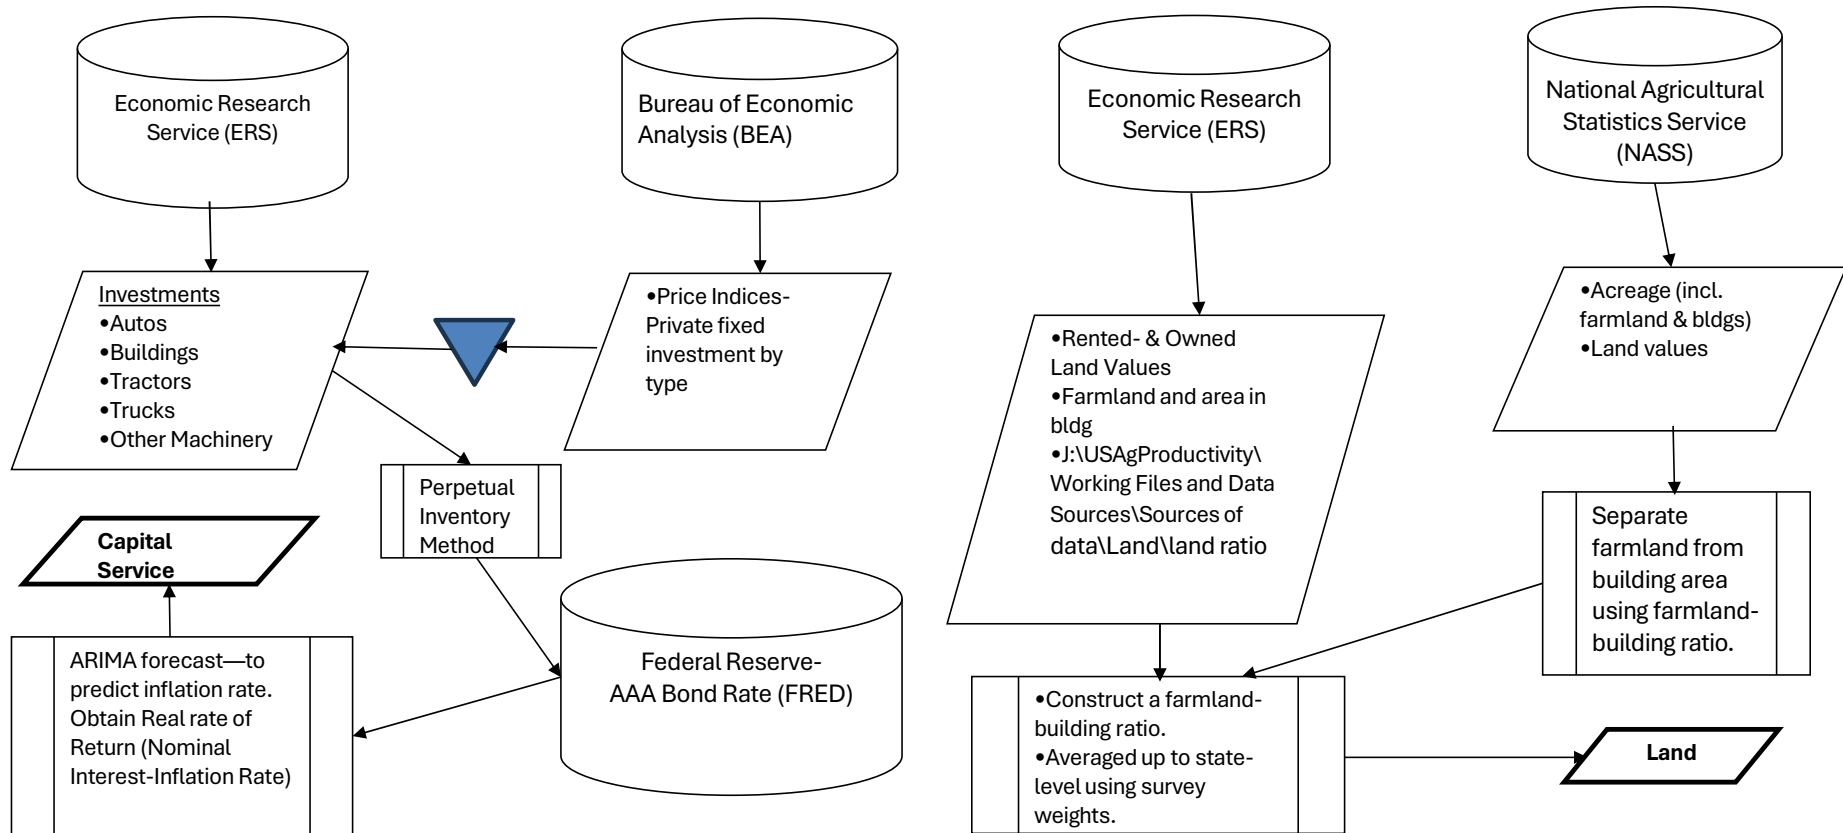 Economic Research
Service (ERS)
Bureau of Economic
Analysis (BEA)
Economic Research
Service (ERS)
National Agricultural
Statistics Service
(NASS)
Investments
•Autos
•Buildings
•Tractors
•Trucks
•Other Machinery
•Price Indices-
Private fixed
investment by
type
•Rented- & Owned
Land Values
•Farmland and area in
bldg
•J:\USAgProductivity\
Working Files and Data
Sources\Sources of
data\Land\land ratio
•Acreage (incl.
farmland & bldgs)
•Land values
Perpetual
Inventory
Method
Capital
Service
Separate
farmland from
building area
using farmland-
building ratio.
ARIMA forecast—to
predict inflation rate.
Obtain Real rate of
Return (Nominal
Interest-Inflation Rate)
Federal Reserve-
AAA Bond Rate (FRED)
•Construct a farmland-
building ratio.
•Averaged up to state-
level using survey
weights.
Land